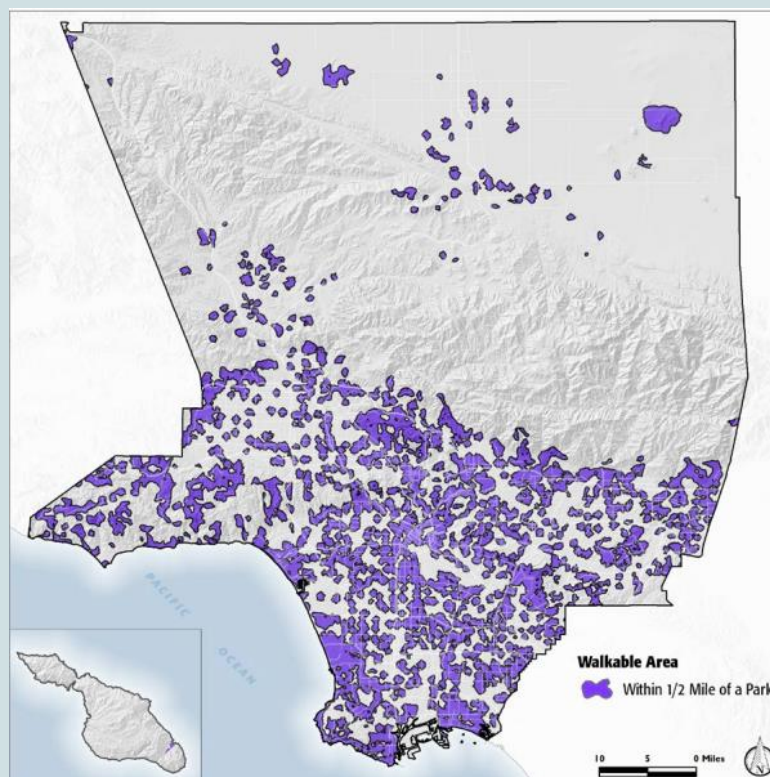 PACIFIC
OCEAN
Walkable Area
Within 1/2 Mile of a Park
10 5 0 Miles
N